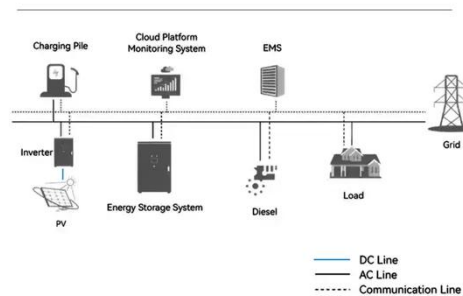 Charging Pile
Cloud Platform
Monitoring System
EMS
Grid
Inverter
PV
Energy Storage System
Diesel
Load
DC Line
AC Line
Communication Line